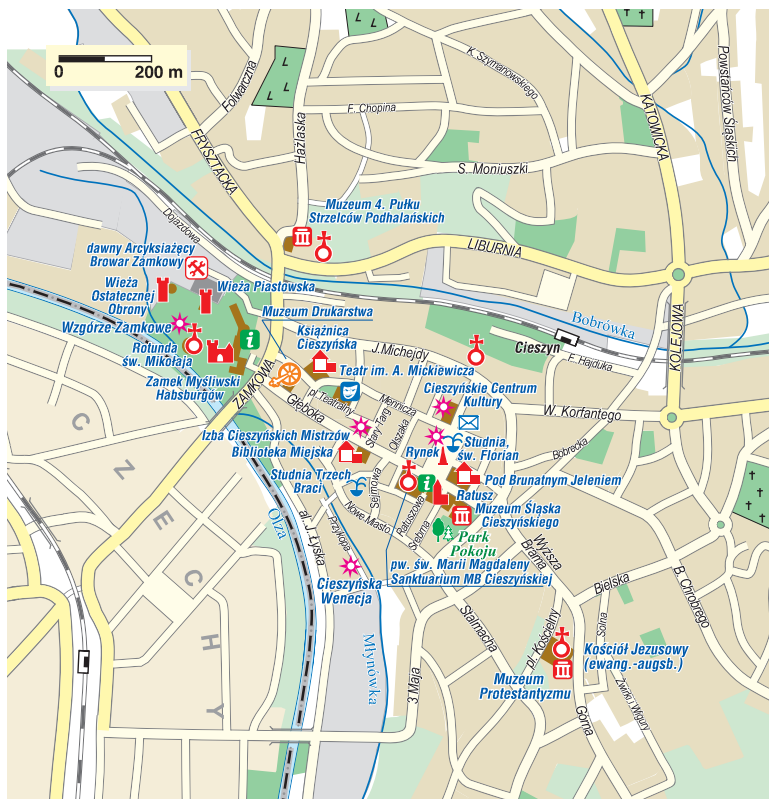 0
200 m
Folwarczna
K. Szymanowskiego
F. Chopina
Hażlaska
FRYSZTACKA
KATOWICKA
Powstańców Śląskich
S. Moniuszki
Muzeum 4. Pułku
Strzelców Podhalańskich
Dojazdowa
dawny Arcyksiążęcy
Browar Zamkowy
LIBURNIA
Wieża
Ostatecznej
Obrony
Wieża Piastowska
Muzeum Drukarstwa
Bobrówka
Wzgórze Zamkowe
Książnica
Cieszyńska
J. Michejdy
Cieszyn
F. Hajduka
KOLEJOWA
Rotunda
św. Mikołaja
i
Teatr im. A. Mickiewicza
Zamek Myśliwski
Habsburgów
ZAMKOWA
Cieszyńskie Centrum
Kultury
pl. Teatralny
Mennicza
Głęboka
Stary Targ
Olszaka
W. Korfantego
Izba Cieszyńskich Mistrzów
Biblioteka Miejska
Rynek
Studnia,
św. Florian
Bobrecka
Studnia Trzech
Braci
Sejmowa
i
Pod Brunatnym Jeleniem
Ratusz
Nowe Miasto
Ratuszowa
Srebrna
Muzeum Śląska
Cieszyńskiego
Olza
al. J. Łyska
Przykopa
Park
Pokoju
Wyższa
Brama
pw. św. Marii Magdaleny
Sanktuarium MB Cieszyńskiej
Cieszyńska
Wenecja
Bielska
B. Chrobrego
CZECHY
Młynówka
Stalmacha
pl. Kościelny
Solna
Kościół Jezusowy
(ewang.-augsb.)
Muzeum
Protestantyzmu
3 Maja
Górna
Żwirki i Wigury